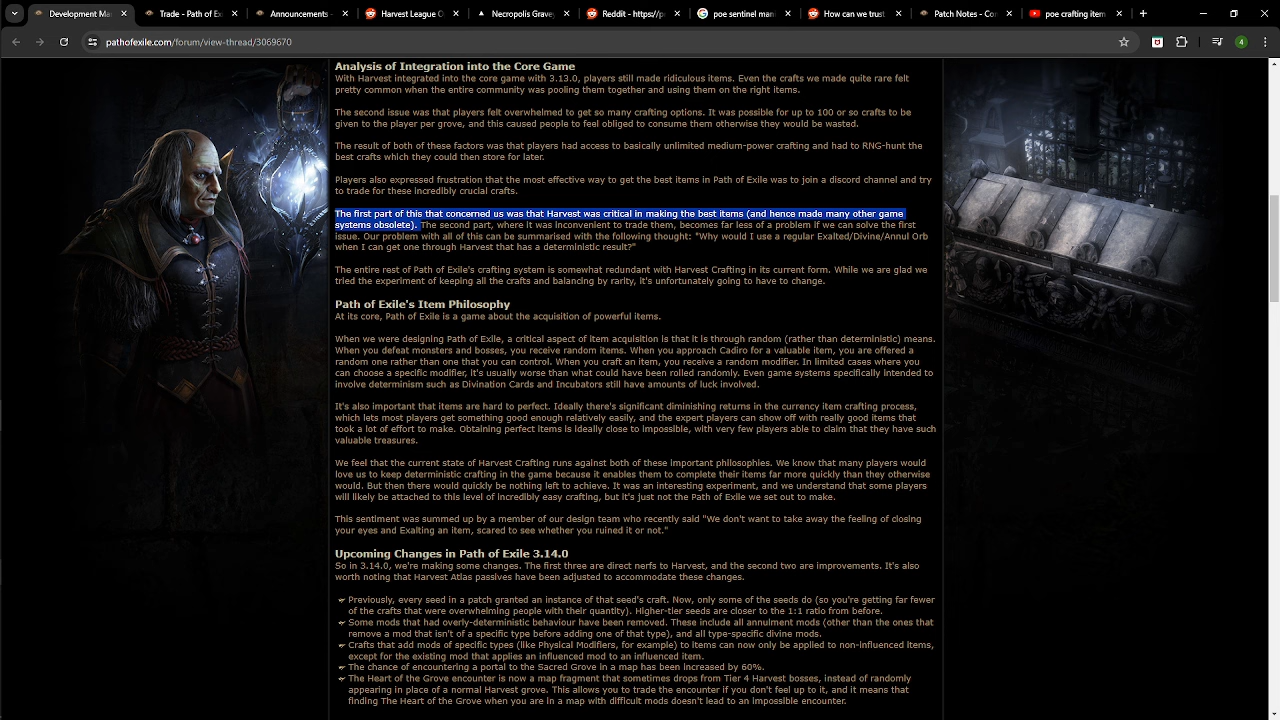 Development Ma
Trade - Path of Ex
Announcements -
Harvest League O
Necropolis Grave
Reddit - https://p
poe sentinel man
How can we trust
Patch Notes - Co
poe crafting item
pathofexile.com/forum/view-thread/3069670
4
Analysis of Integration into the Core Game
With Harvest integrated into the core game with 3.13.0, players still made ridiculous items. Even the crafts we made quite rare felt
pretty common when the entire community was pooling them together and using them on the right items.
The second issue was that players felt overwhelmed to get so many crafting options. It was possible for up to 100 or so crafts to be
given to the player per grove, and this caused people to feel obliged to consume them otherwise they would be wasted.
The result of both of these factors was that players had access to basically unlimited medium-power crafting and had to RNG-hunt the
best crafts which they could then store for later.
Players also expressed frustration that the most effective way to get the best items in Path of Exile was to join a discord channel and try
to trade for these incredibly crucial crafts.
The first part of this that concerned us was that Harvest was critical in making the best items (and hence made many other game
systems obsolete). The second part, where it was inconvenient to trade them, becomes far less of a problem if we can solve the first
issue. Our problem with all of this can be summarised with the following thought: "Why would I use a regular Exalted/Divine/Annul Orb
when I can get one through Harvest that has a deterministic result?"
The entire rest of Path of Exile's crafting system is somewhat redundant with Harvest Crafting in its current form. While we are glad we
tried the experiment of keeping all the crafts and balancing by rarity, it's unfortunately going to have to change.
Path of Exile's Item Philosophy
At its core, Path of Exile is a game about the acquisition of powerful items.
When we were designing Path of Exile, a critical aspect of item acquisition is that it is through random (rather than deterministic) means.
When you defeat monsters and bosses, you receive random items. When you approach Cadiro for a valuable item, you are offered a
random one rather than one that you can control. When you craft an item, you receive a random modifier. In limited cases where you
can choose a specific modifier, it's usually worse than what could have been rolled randomly. Even game systems specifically intended to
involve determinism such as Divination Cards and Incubators still have amounts of luck involved.
It's also important that items are hard to perfect. Ideally there's significant diminishing returns in the currency item crafting process,
which lets most players get something good enough relatively easily, and the expert players can show off with really good items that
took a lot of effort to make. Obtaining perfect items is ideally close to impossible, with very few players able to claim that they have such
valuable treasures.
We feel that the current state of Harvest Crafting runs against both of these important philosophies. We know that many players would
love us to keep deterministic crafting in the game because it enables them to complete their items far more quickly than they otherwise
would. But then there would quickly be nothing left to achieve. It was an interesting experiment, and we understand that some players
will likely be attached to this level of incredibly easy crafting, but it's just not the Path of Exile we set out to make.
This sentiment was summed up by a member of our design team who recently said "We don't want to take away the feeling of closing
your eyes and Exalting an item, scared to see whether you ruined it or not."
Upcoming Changes in Path of Exile 3.14.0
So in 3.14.0, we're making some changes. The first three are direct nerfs to Harvest, and the second two are improvements. It's also
worth noting that Harvest Atlas passives have been adjusted to accommodate these changes.
Previously, every seed in a patch granted an instance of that seed's craft. Now, only some of the seeds do (so you're getting far fewer
of the crafts that were overwhelming people with their quantity). Higher-tier seeds are closer to the 1:1 ratio from before.
Some mods that had overly-deterministic behaviour have been removed. These include all annulment mods (other than the ones that
remove a mod that isn't of a specific type before adding one of that type), and all type-specific divine mods.
Crafts that add mods of specific types (like Physical Modifiers, for example) to items can now only be applied to non-influenced items,
except for the existing mod that applies an influenced mod to an influenced item.
The chance of encountering a portal to the Sacred Grove in a map has been increased by 60%.
The Heart of the Grove encounter is now a map fragment that sometimes drops from Tier 4 Harvest bosses, instead of randomly
appearing in place of a normal Harvest grove. This allows you to trade the encounter if you don't feel up to it, and it means that
finding The Heart of the Grove when you are in a map with difficult mods doesn't lead to an impossible encounter.